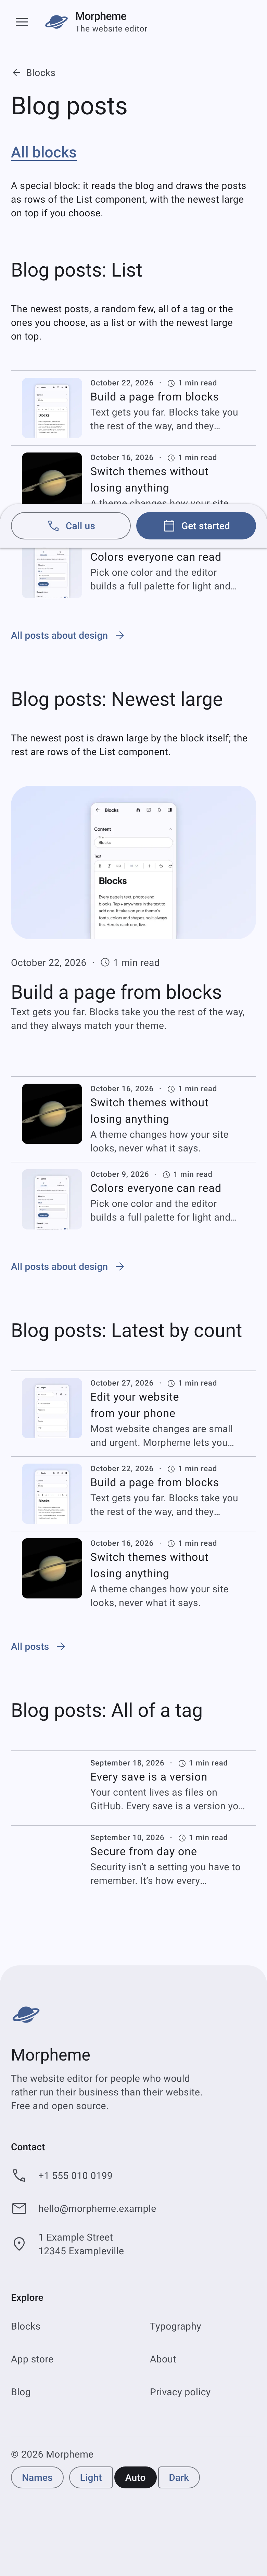 Morpheme
The website editor
Blocks
Blog posts
All blocks
A special block: it reads the blog and draws the posts
as rows of the List component, with the newest large
on top if you choose.
Blog posts: List
The newest posts, a random few, all of a tag or the
ones you choose, as a list or with the newest large
on top.
October 22, 2026 · 1 min read
Build a page from blocks
Text gets you far. Blocks take you
the rest of the way, and they…
October 16, 2026 · 1 min read
Switch themes without
losing anything
Call us
Get started
Colors everyone can read
Pick one color and the editor
builds a full palette for light and…
All posts about design
Blog posts: Newest large
The newest post is drawn large by the block itself; the
rest are rows of the List component.
Blocks
Content
Blocks
Text
Blocks
Every page is text, photos and
October 22, 2026 · 1 min read
Build a page from blocks
Text gets you far. Blocks take you the rest of the way,
and they always match your theme.
October 16, 2026 · 1 min read
Switch themes without
losing anything
A theme changes how your site
looks, never what it says.
October 9, 2026 · 1 min read
Colors everyone can read
Pick one color and the editor
builds a full palette for light and…
All posts about design
Blog posts: Latest by count
October 27, 2026 · 1 min read
Edit your website
from your phone
Most website changes are small
and urgent. Morpheme lets you…
October 22, 2026 · 1 min read
Build a page from blocks
Text gets you far. Blocks take you
the rest of the way, and they…
October 16, 2026 · 1 min read
Switch themes without
losing anything
A theme changes how your site
looks, never what it says.
All posts
Blog posts: All of a tag
September 18, 2026 · 1 min read
Every save is a version
Your content lives as files on
GitHub. Every save is a version yo…
September 10, 2026 · 1 min read
Secure from day one
Security isn’t a setting you have to
remember. It’s how every…
Morpheme
The website editor for people who would
rather run their business than their website.
Free and open source.
Contact
+1 555 010 0199
hello@morpheme.example
1 Example Street
12345 Exampleville
Explore
Blocks
Typography
App store
About
Blog
Privacy policy
© 2026 Morpheme
Names
Light
Auto
Dark